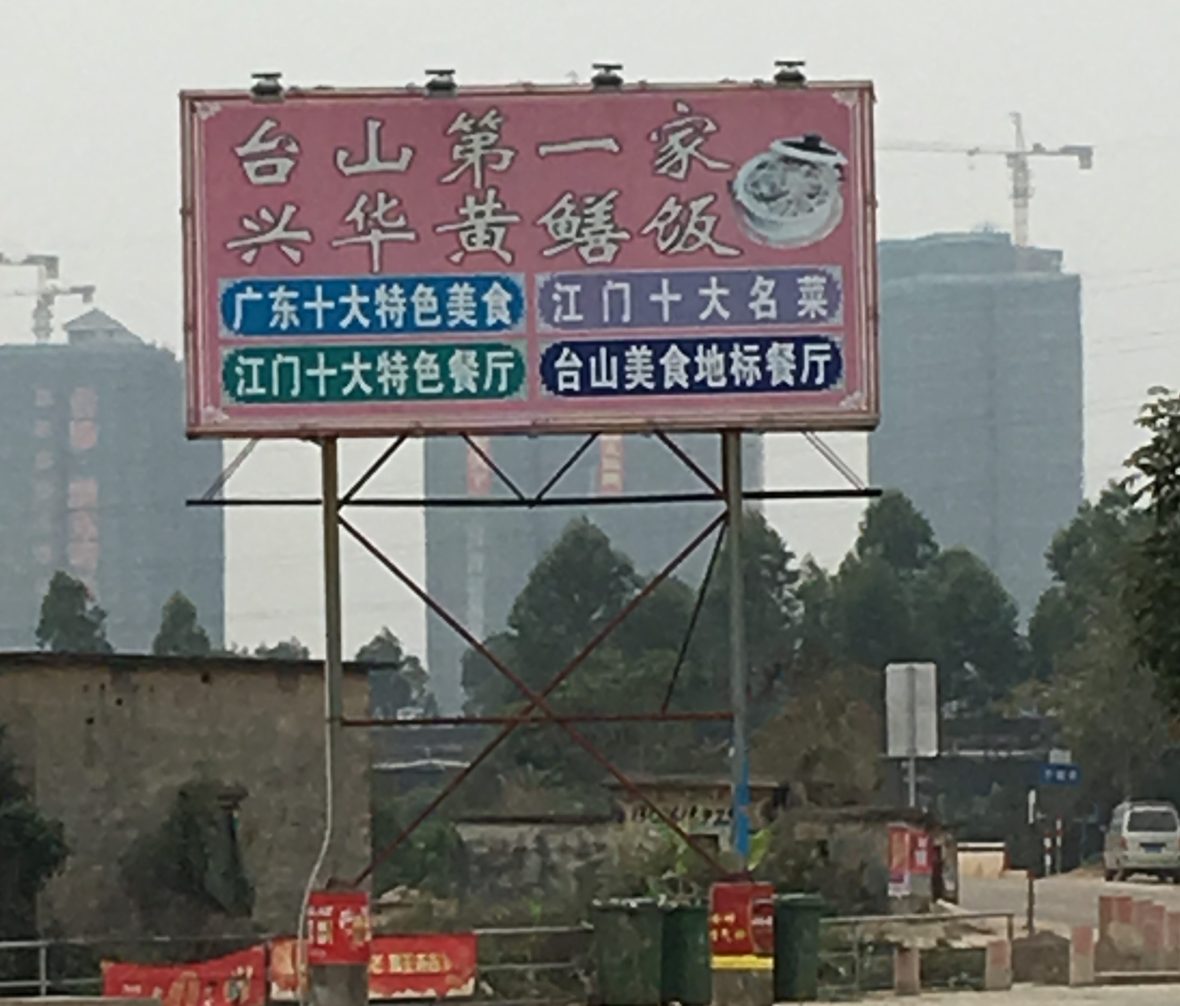 台山第一家
兴华黄鳝饭
广东十大特色美食
江门十大名菜
江门十大特色餐厅
台山美食地标餐厅